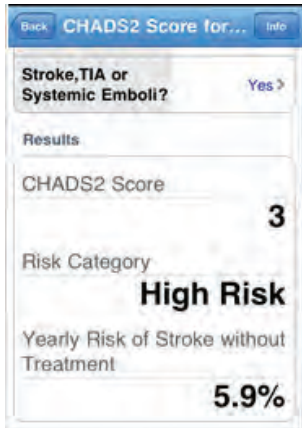 Back CHADS2 Score for... Info
Stroke,TIA or
Systemic Emboli?
Yes >
Results
CHADS2 Score
3
Risk Category
High Risk
Yearly Risk of Stroke without
Treatment
5.9%